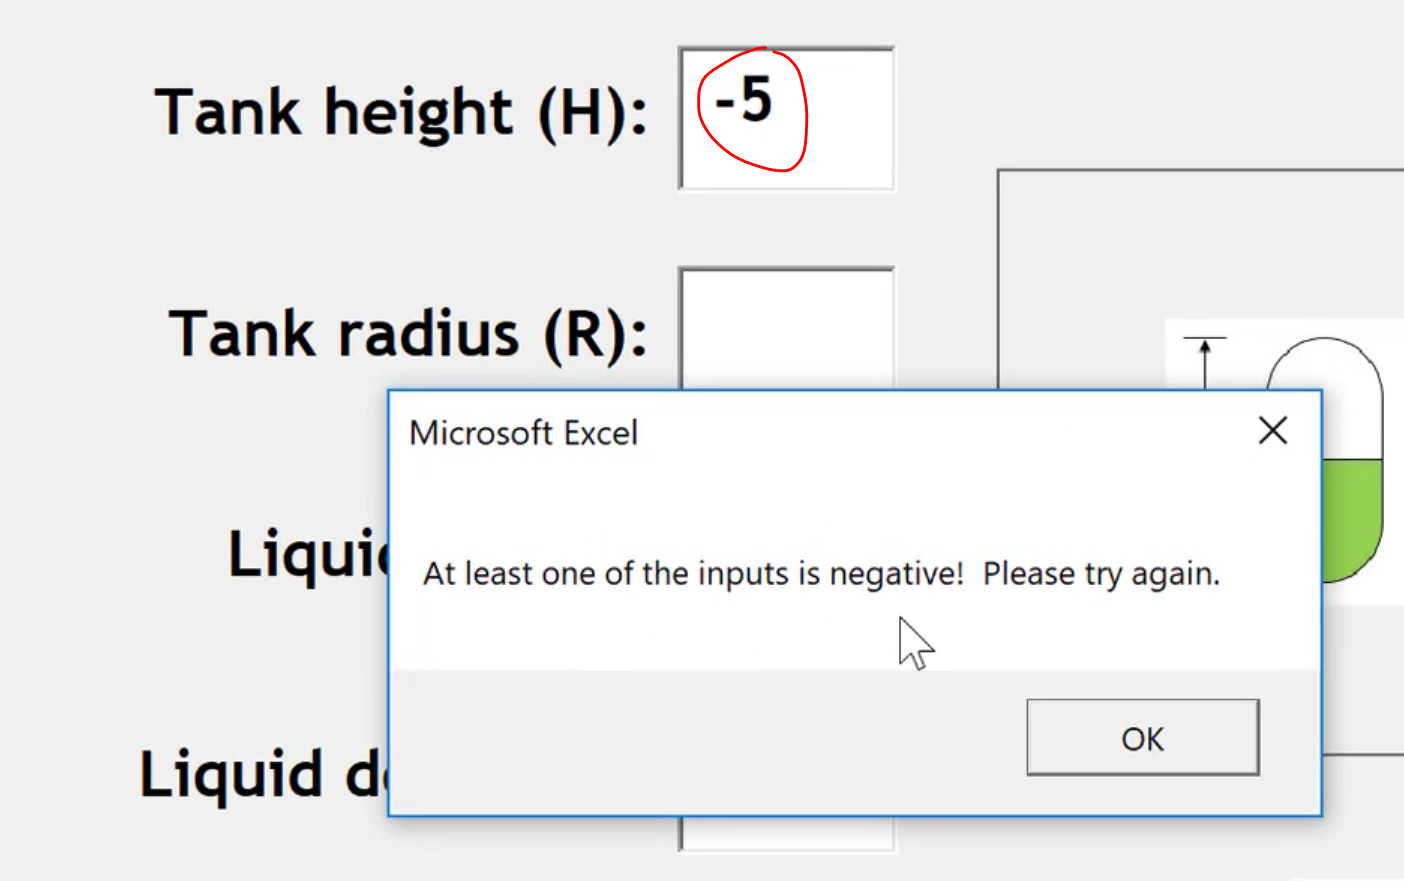 Tank height (H):
-5
Tank radius (R):
Microsoft Excel
At least one of the inputs is negative!  Please try again.
OK
Liquid